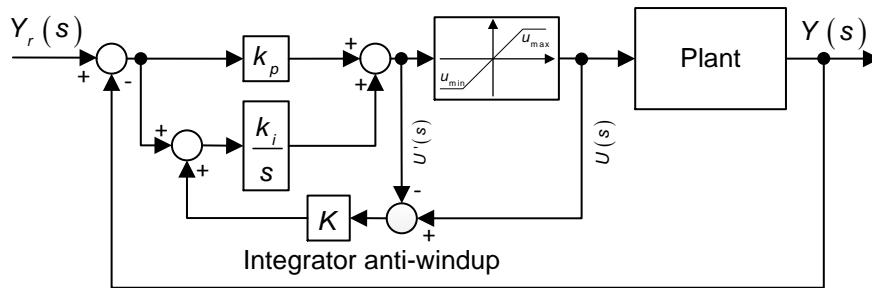 Y_r(s)
+
-
k_p
+
+
u_max
u_min
Plant
Y(s)
+
+
k_i
s
U'(s)
U(s)
-
+
K
Integrator anti-windup